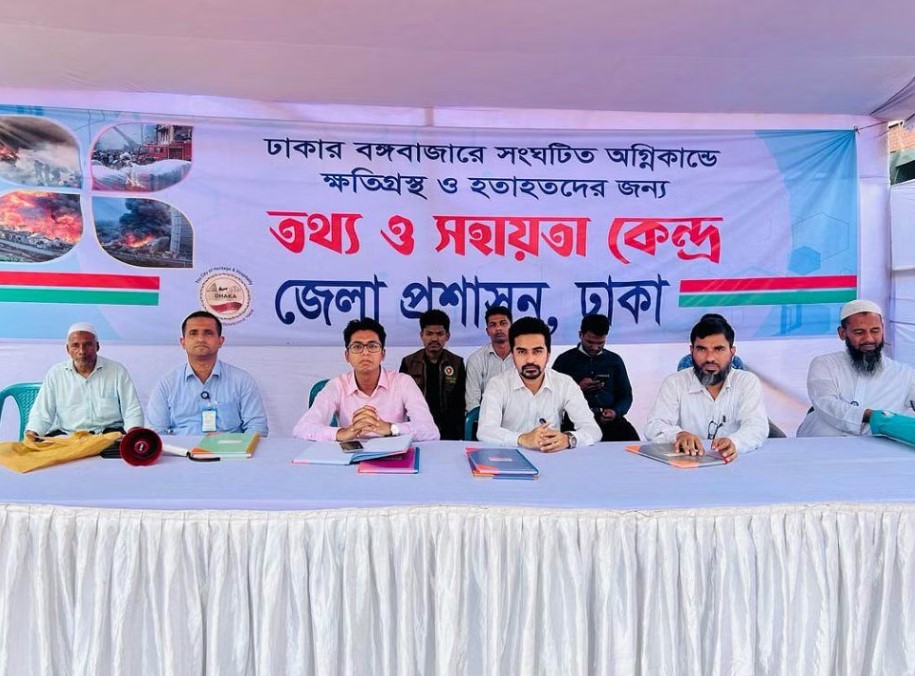 ঢাকার বঙ্গবাজারে সংঘটিত অগ্নিকান্ডে
ক্ষতিগ্রস্থ ও হতাহতদের জন্য
তথ্য ও সহায়তা কেন্দ্র
জেলা প্রশাসন, ঢাকা
DHAKA